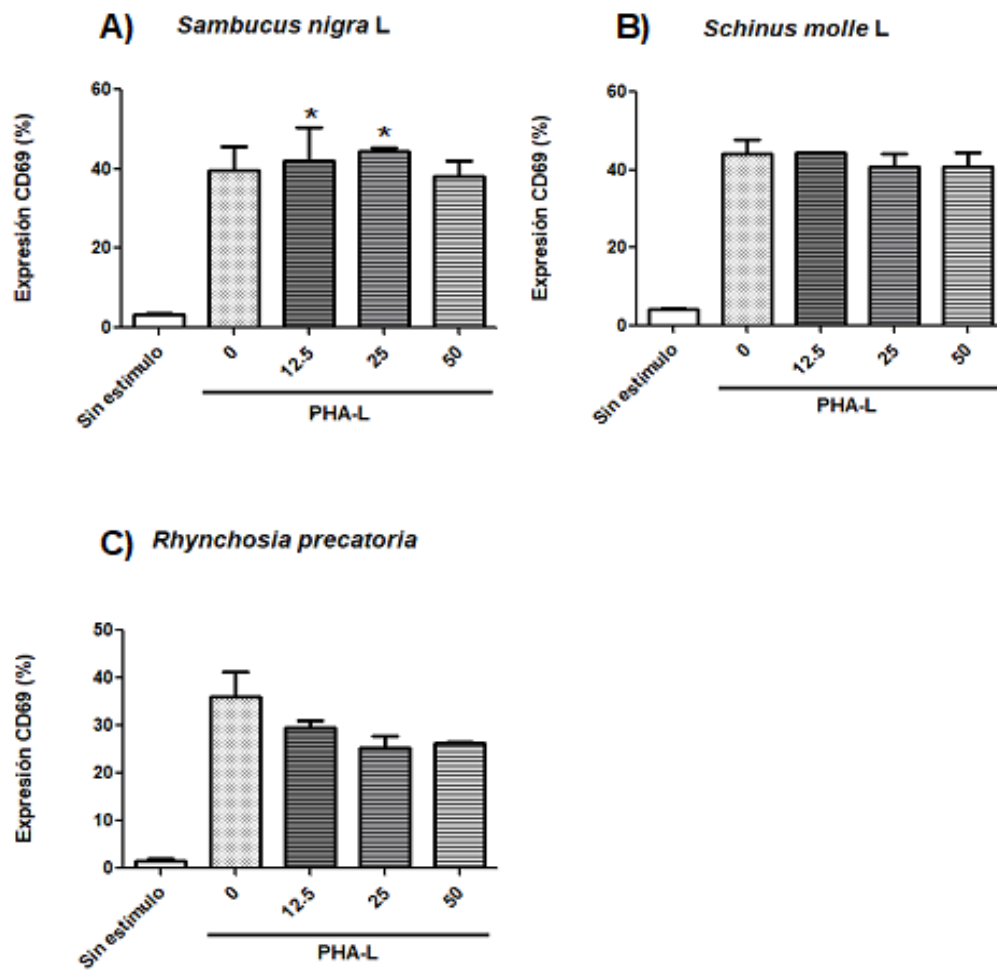 A) Sambucus nigra L
Expresión CD69 (%)
60
40
20
0
* *
Sin estímulo 0 12.5 25 50
PHA-L
B) Schinus molle L
Expresión CD69 (%)
60
40
20
0
Sin estímulo 0 12.5 25 50
PHA-L
C) Rhynchosia precatoria
Expresión CD69 (%)
50
40
30
20
10
0
Sin estímulo 0 12.5 25 50
PHA-L